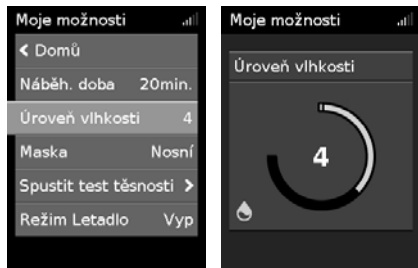 Moje možnosti
Domů
Náběh. doba 20min.
Úroveň vlhkosti 4
Maska Nosní
Spustit test těsnosti
Režim Letadlo Vyp
Moje možnosti
Úroveň vlhkosti
4